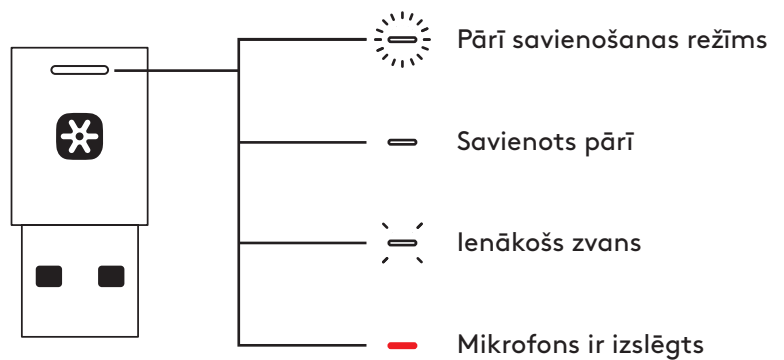 Pārī savienošanas režīms
Savienots pārī
Ienākošs zvans
Mikrofons ir izslēgts